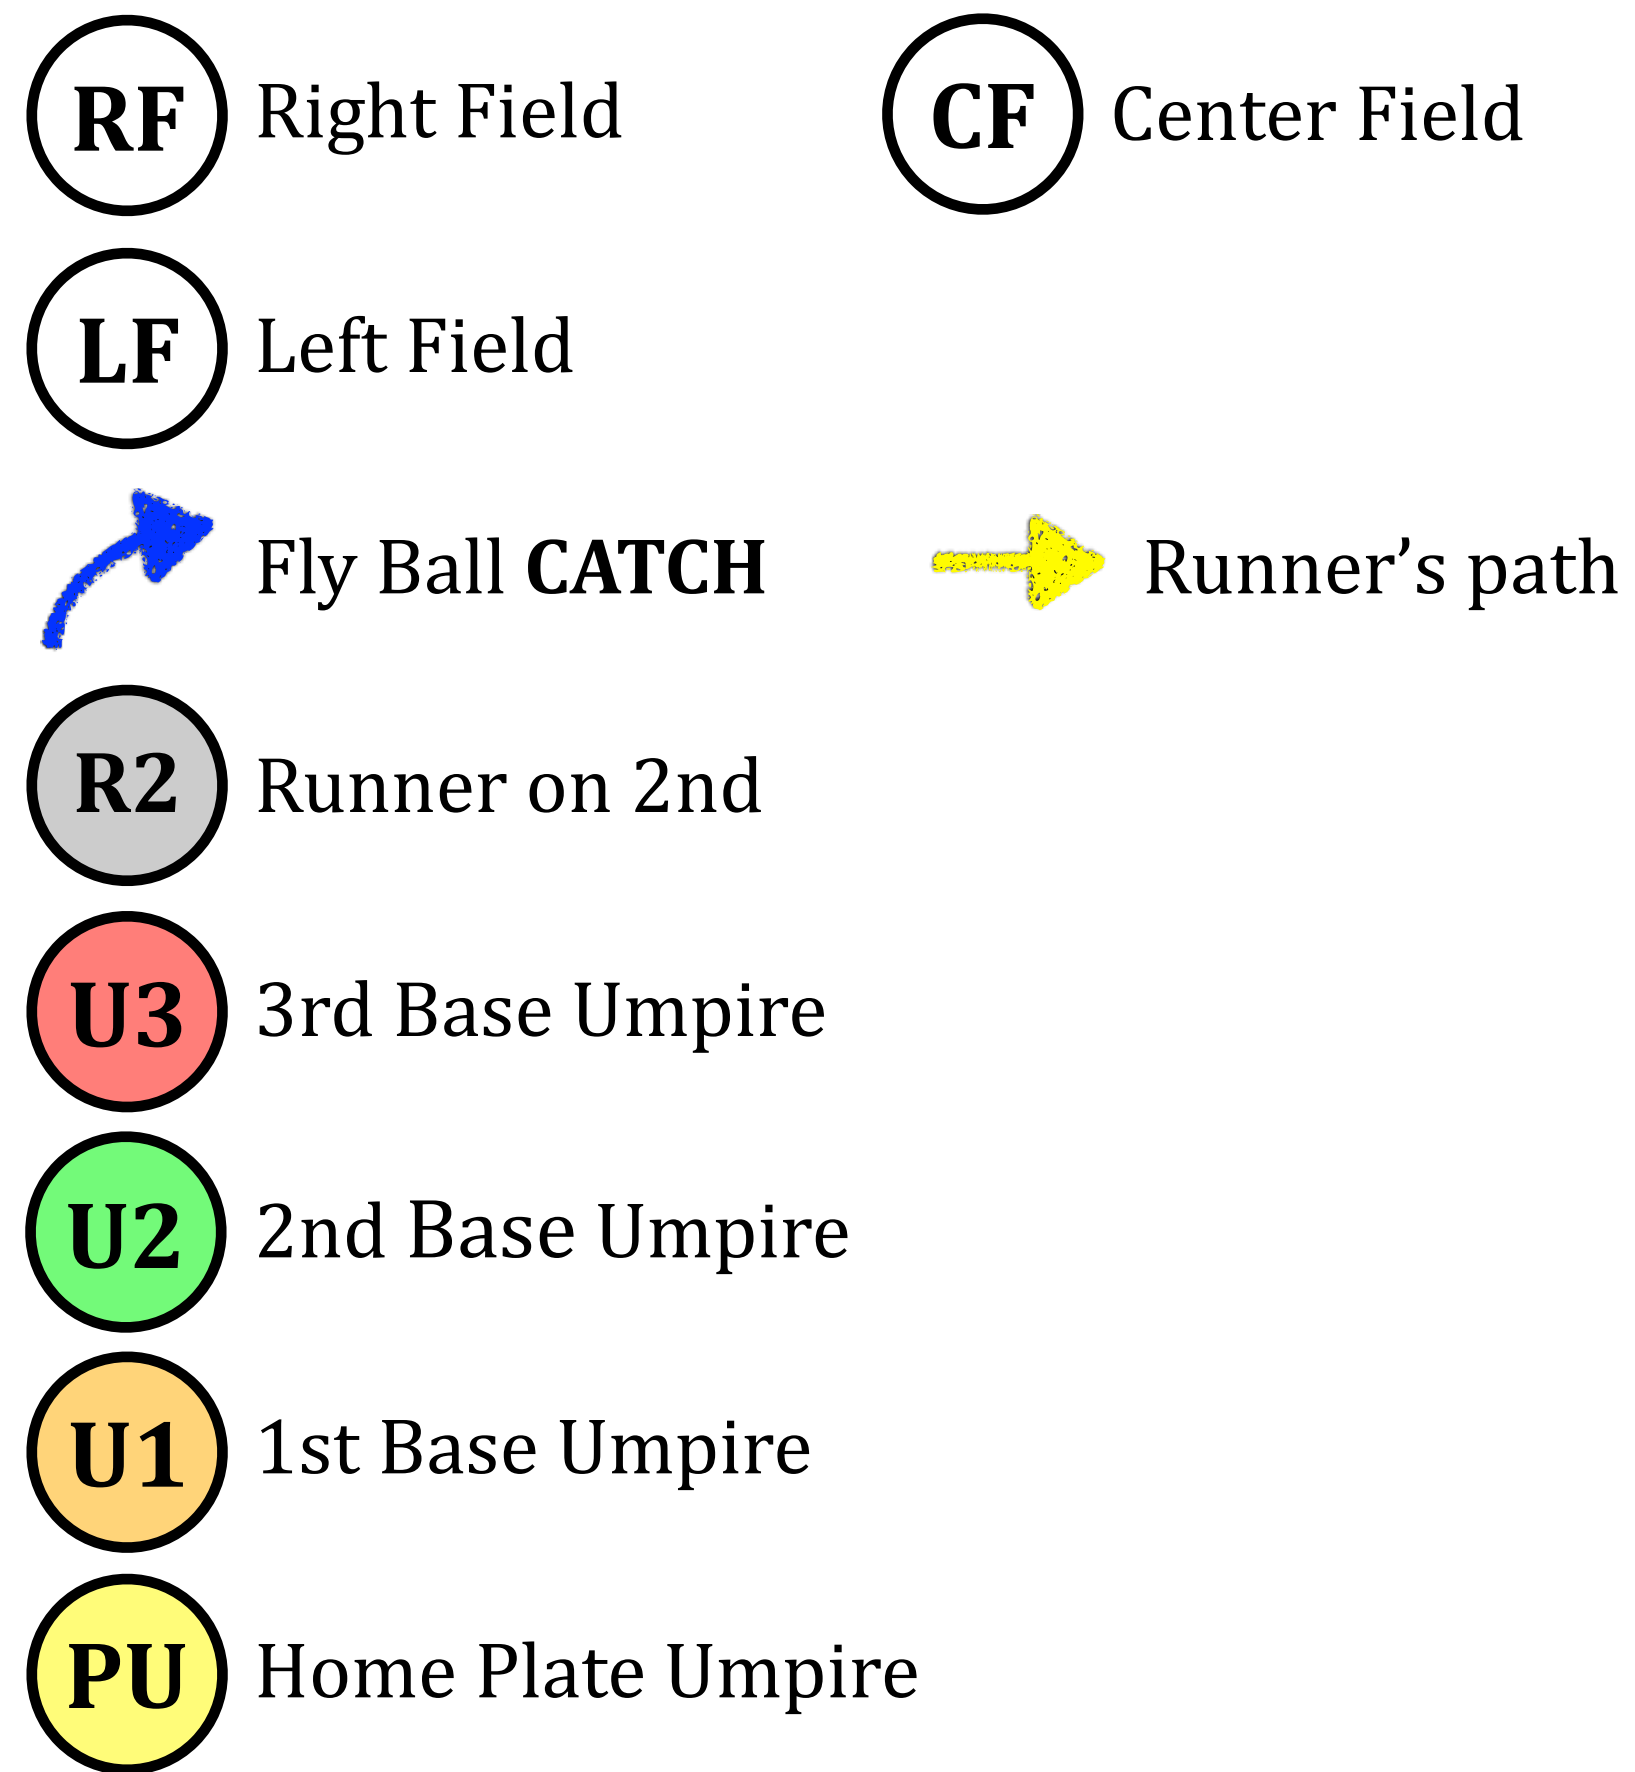 RF Right Field
CF Center Field
LF Left Field
Fly Ball CATCH
Runner’s path
R2 Runner on 2nd
U3 3rd Base Umpire
U2 2nd Base Umpire
U1 1st Base Umpire
PU Home Plate Umpire